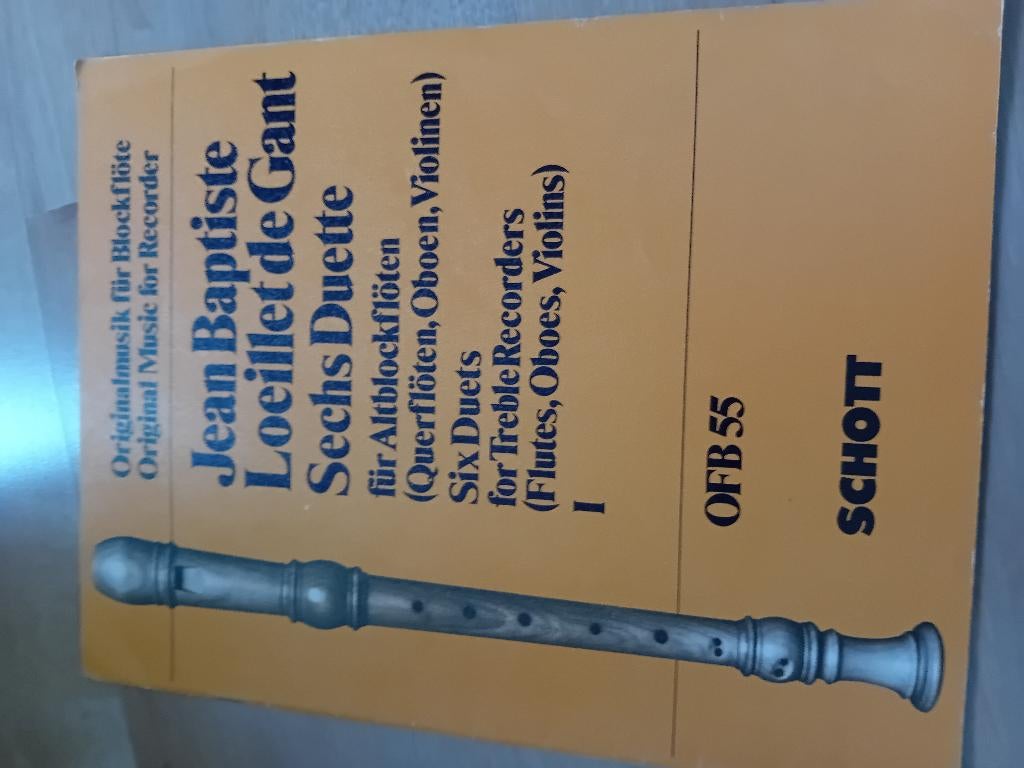 Originalmusik für Blockflöte
Original Music for Recorder
Jean Baptiste
Loeillet de Gant
Sechs Duette
für Altblockflöten
(Querflöten, Oboen, Violinen)
Six Duets
for Treble Recorders
(Flutes, Oboes, Violins)
I
OFB 55
SCHOTT